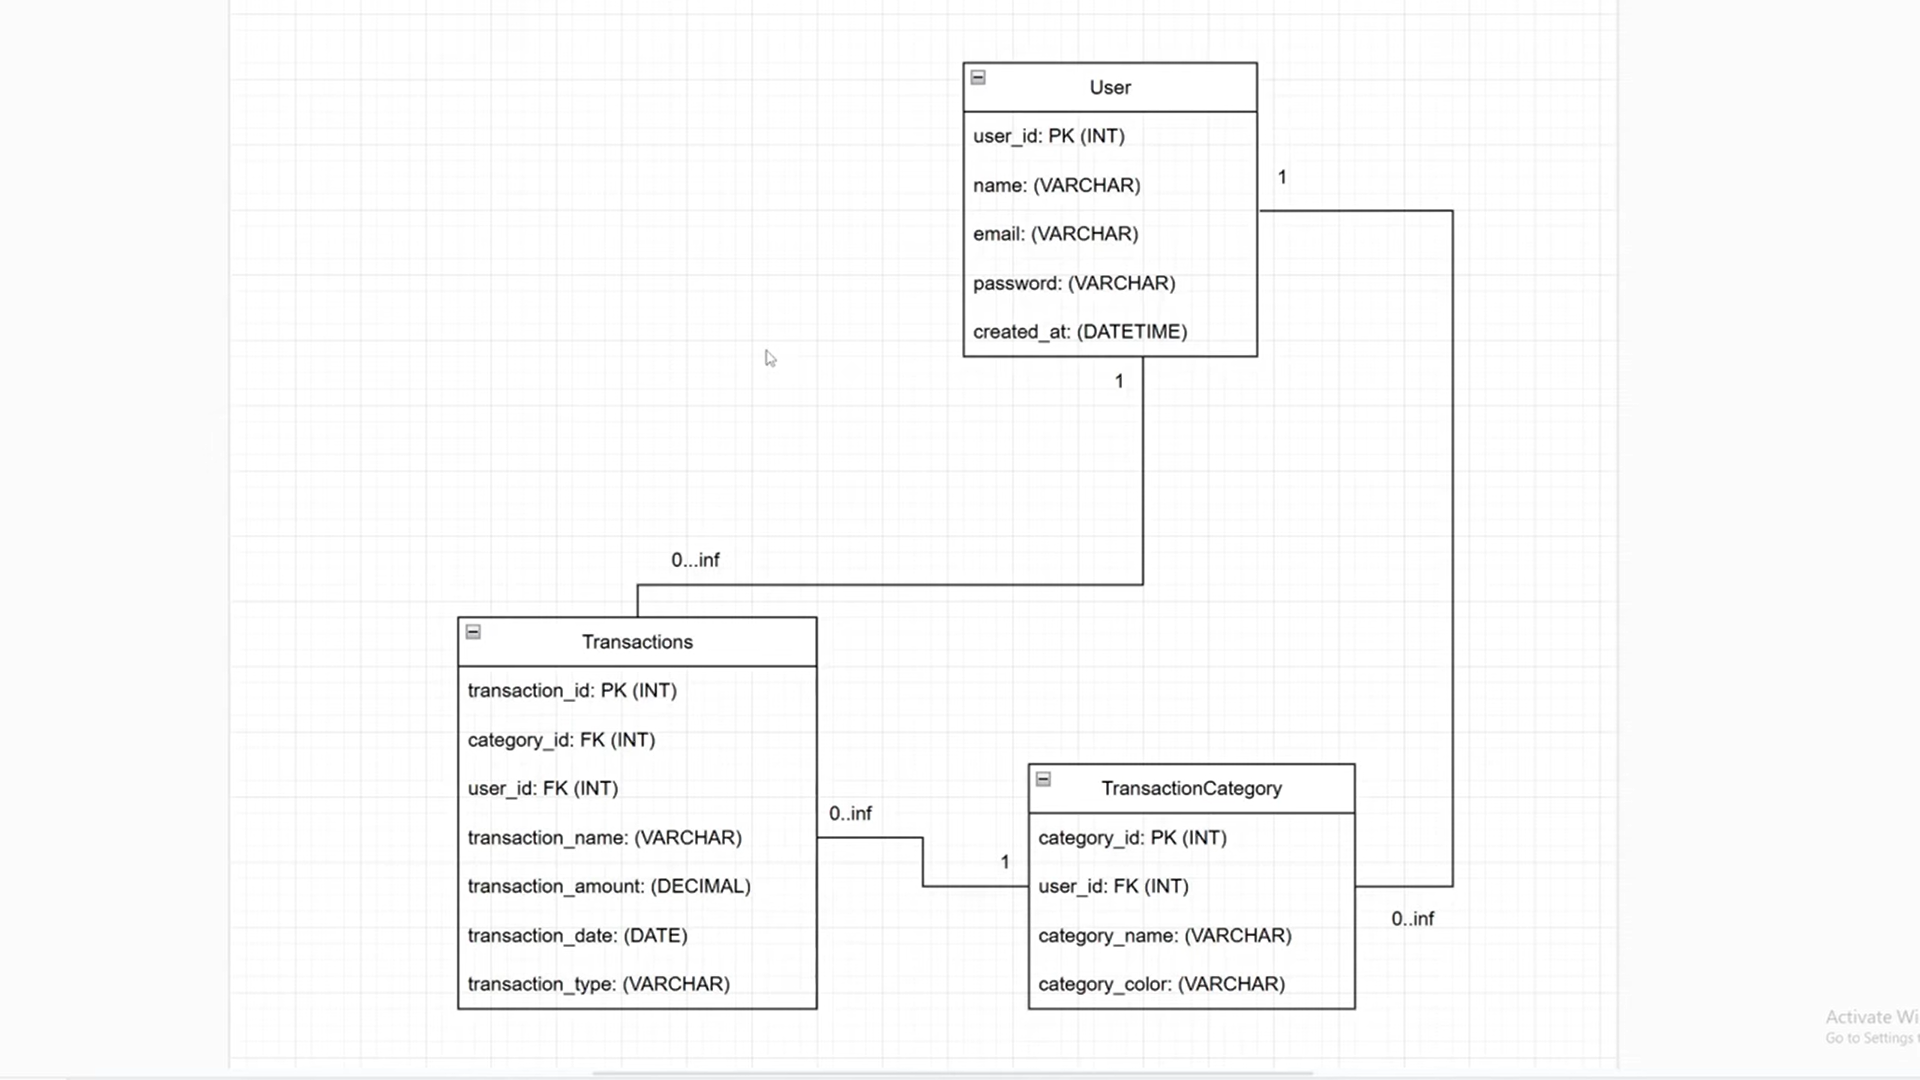 User
user_id: PK (INT)
name: (VARCHAR)
email: (VARCHAR)
password: (VARCHAR)
created_at: (DATETIME)
1
1
0...inf
Transactions
transaction_id: PK (INT)
category_id: FK (INT)
user_id: FK (INT)
transaction_name: (VARCHAR)
transaction_amount: (DECIMAL)
transaction_date: (DATE)
transaction_type: (VARCHAR)
0..inf
1
TransactionCategory
category_id: PK (INT)
user_id: FK (INT)
category_name: (VARCHAR)
category_color: (VARCHAR)
0..inf
Activate Wi
Go to Settings t